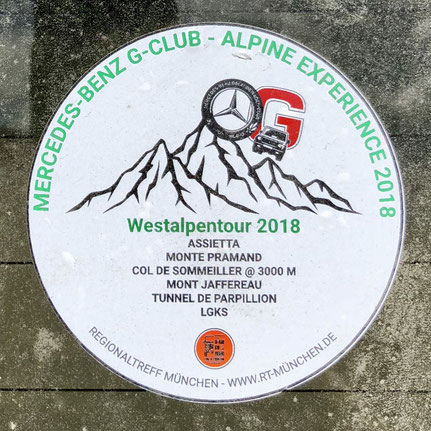 MERCEDES-BENZ G-CLUB - ALPINE EXPERIENCE 2018
G
Westalpentour 2018
ASSIETTA
MONTE PRAMAND
COL DE SOMMEILLER @ 3000 M
MONT JAFFEREAU
TUNNEL DE PARPILLION
LGKS
REGIONALTREFF MÜNCHEN - WWW.RT-MÜNCHEN.DE